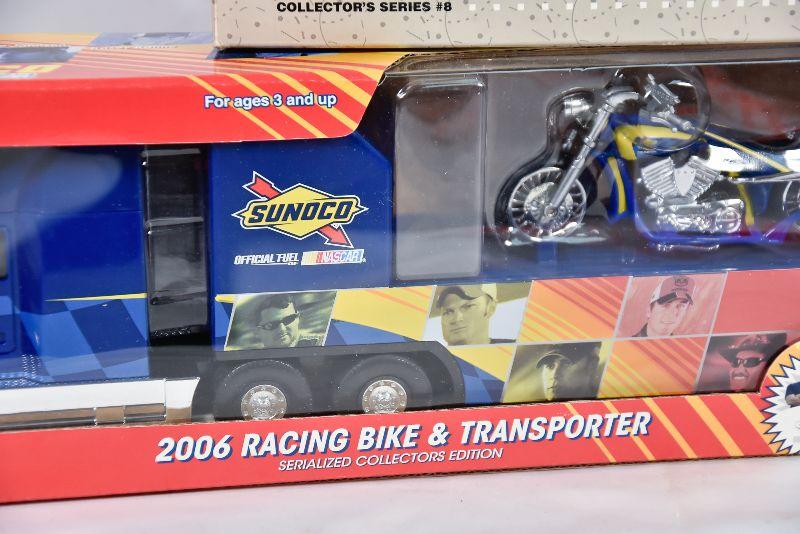 COLLECTOR'S SERIES #8
For ages 3 and up
SUNOCO
OFFICIAL FUEL NASCAR
2006 RACING BIKE & TRANSPORTER
SERIALIZED COLLECTORS EDITION